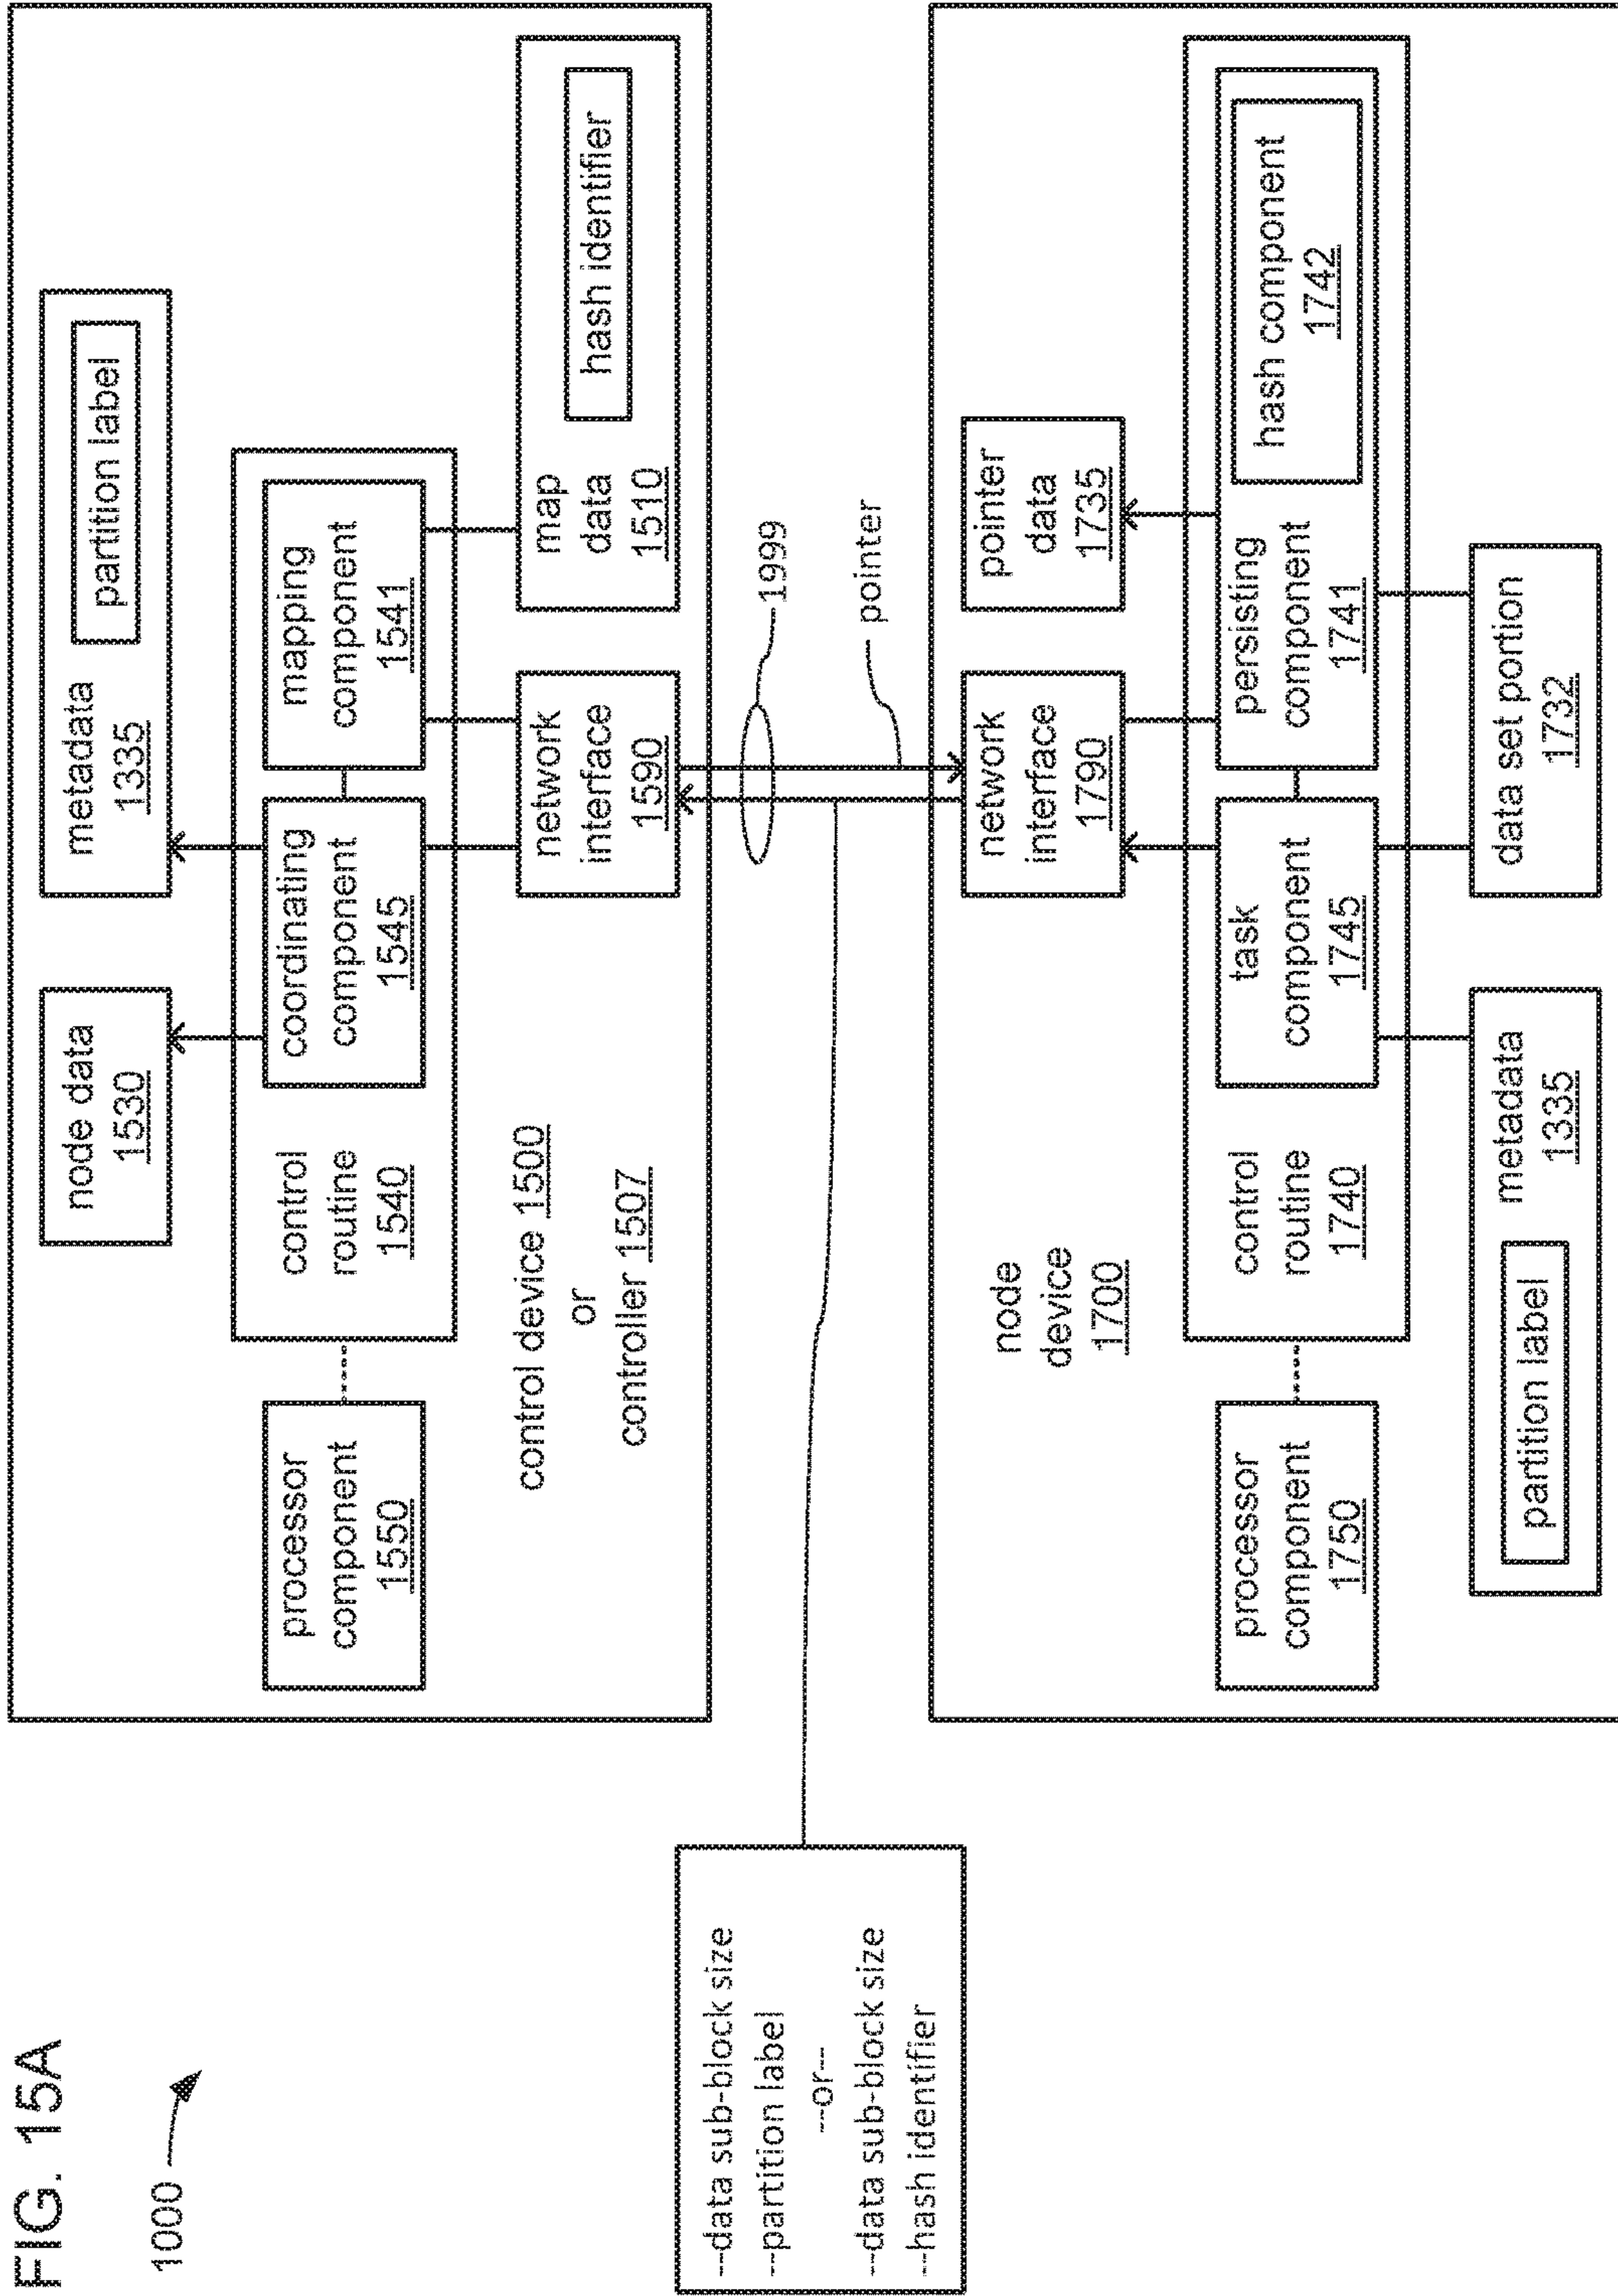 FIG. 15A
1000
node data
1530
metadata
1335
partition label
processor
component
1550
control
routine
1540
coordinating
component
1545
mapping
component
1541
control device 1500
or
controller 1507
network
interface
1590
map
data
1510
hash identifier
---data sub-block size
---partition label
---or---
---data sub-block size
---hash identifier
1999
pointer
node
device
1700
network
interface
1790
pointer
data
1735
processor
component
1750
control
routine
1740
task
component
1745
persisting
component
1741
hash component
1742
partition label
metadata
1335
data set portion
1732